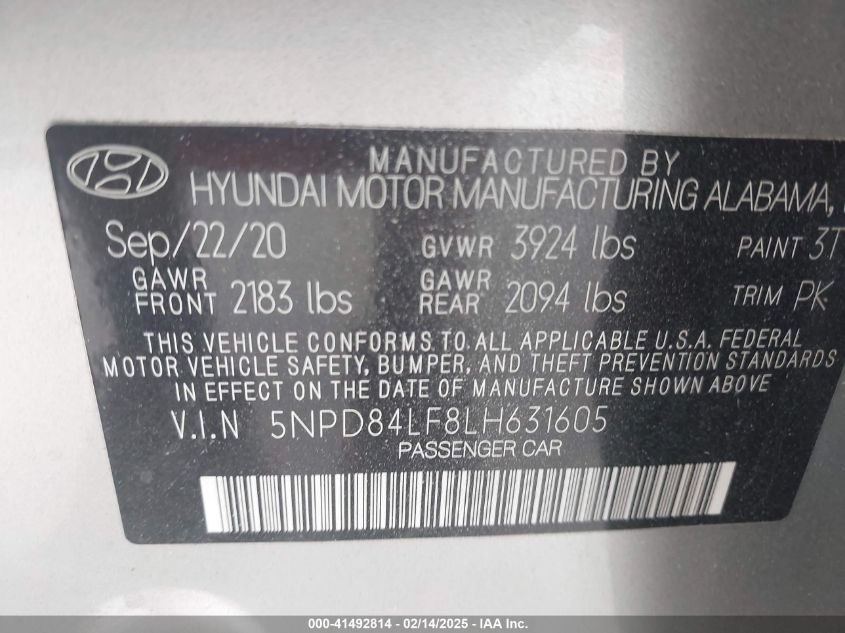 MANUFACTURED BY
HYUNDAI MOTOR MANUFACTURING ALABAMA,
Sep/22/20 GVWR 3924 lbs PAINT 3T
GAWR FRONT 2183 lbs GAWR REAR 2094 lbs TRIM PK
THIS VEHICLE CONFORMS TO ALL APPLICABLE U.S.A. FEDERAL
MOTOR VEHICLE SAFETY, BUMPER, AND THEFT PREVENTION STANDARDS
IN EFFECT ON THE DATE OF MANUFACTURE SHOWN ABOVE
V.I.N 5NPD84LF8LH631605
PASSENGER CAR
000-41492814 - 02/14/2025 - IAA Inc.